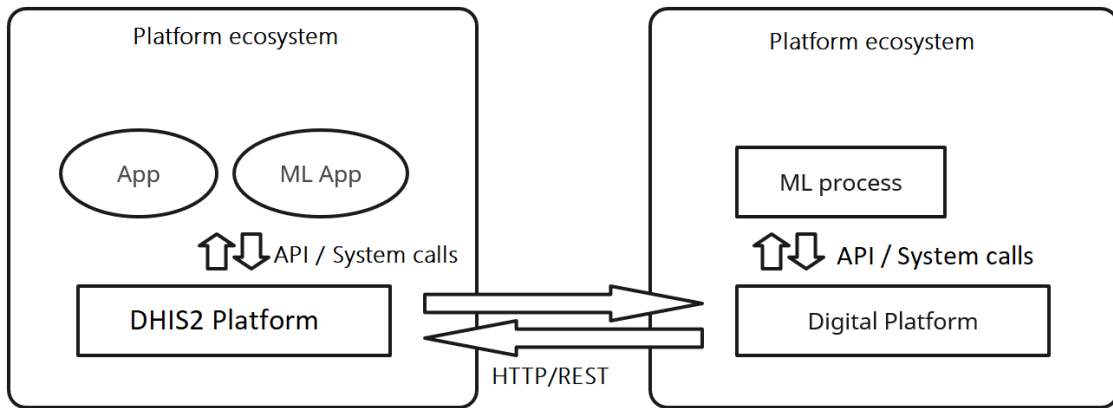 Platform ecosystem
App
ML App
API / System calls
DHIS2 Platform
HTTP/REST
Platform ecosystem
ML process
API / System calls
Digital Platform